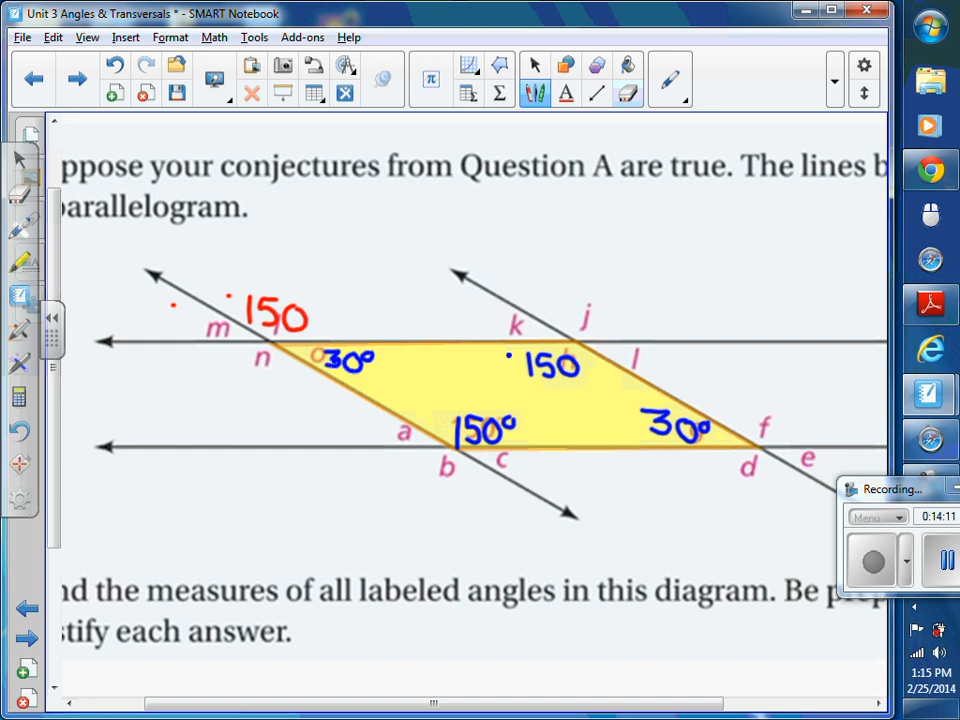 Unit 3 Angles & Transversals * - SMART Notebook
File Edit View Insert Format Math Tools Add-ons Help
ppose your conjectures from Question A are true. The lines b
parallelogram.
150
m
k
j
n
30°
150
l
a
150°
30°
f
b
c
d
e
Recording...
Menu
0:14:11
nd the measures of all labeled angles in this diagram. Be
stify each answer.
1:15 PM
2/25/2014